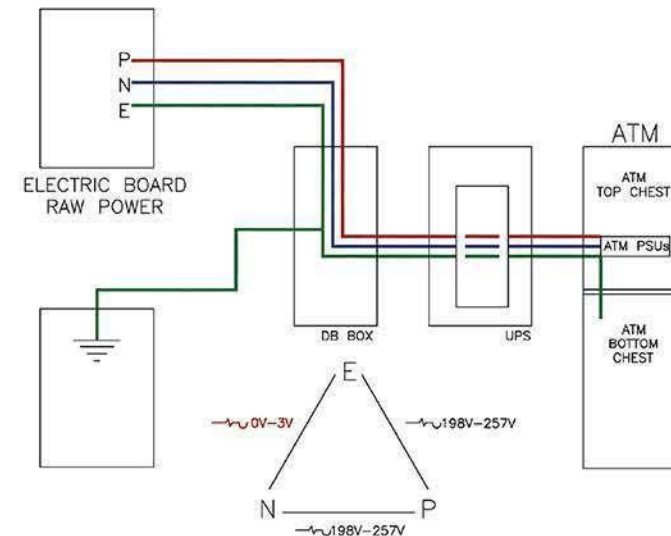 P
N
E
ELECTRIC BOARD
RAW POWER
DB BOX
UPS
ATM
ATM
TOP CHEST
ATM PSUs
ATM
BOTTOM
CHEST
E
0V-3V
198V-257V
N
P
198V-257V